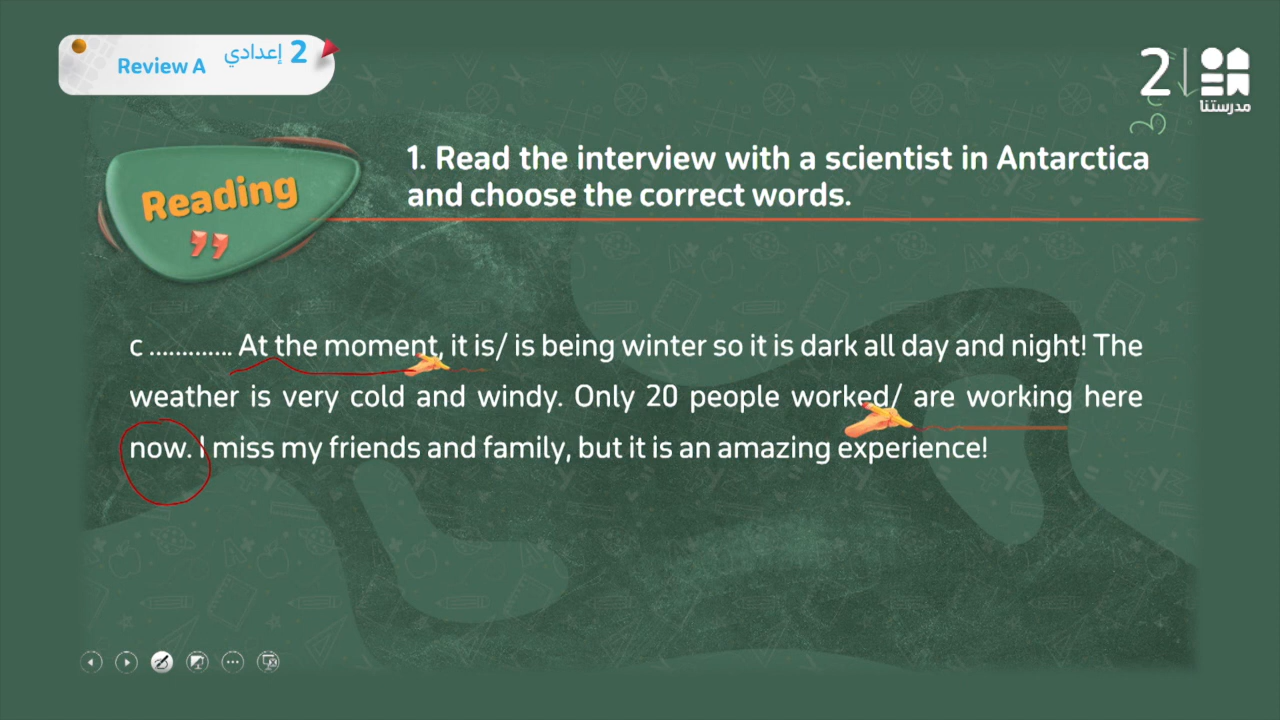 2 إعدادي
Review A
2
مدرستنا
Reading
1. Read the interview with a scientist in Antarctica
and choose the correct words.
c ............. At the moment, it is/ is being winter so it is dark all day and night! The
weather is very cold and windy. Only 20 people worked/ are working here
now. I miss my friends and family, but it is an amazing experience!